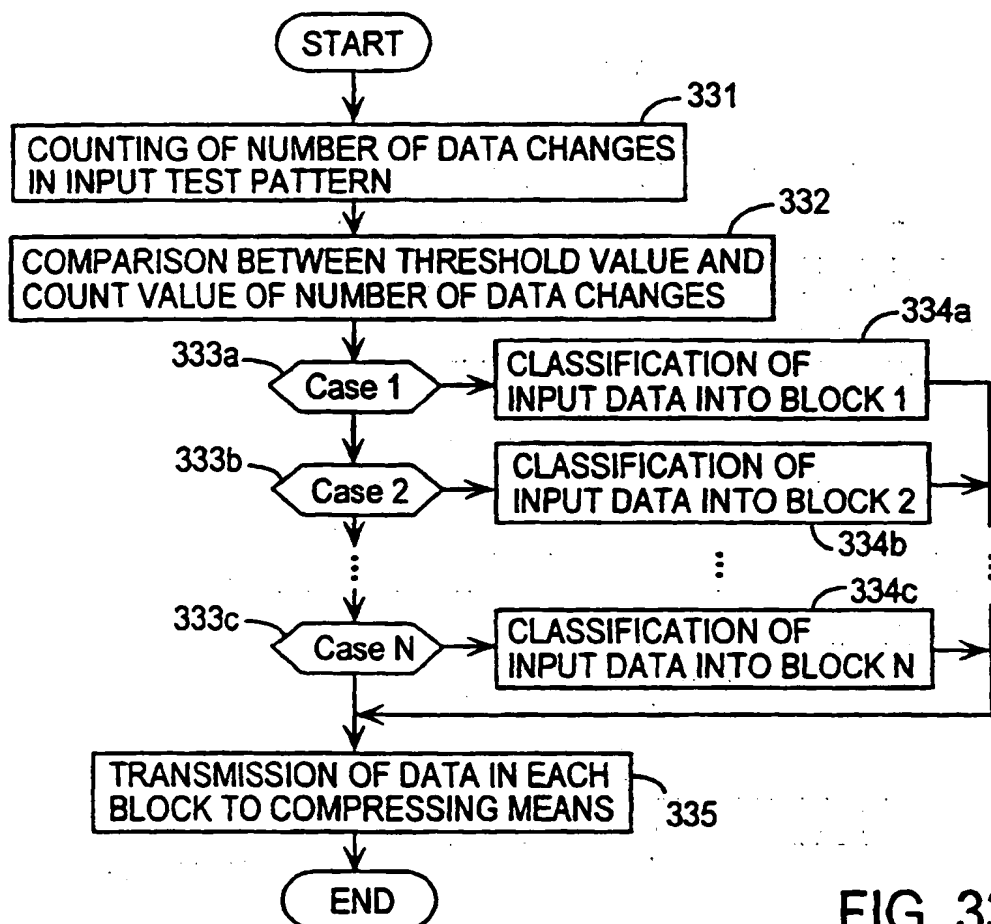 START
331
COUNTING OF NUMBER OF DATA CHANGES
IN INPUT TEST PATTERN
332
COMPARISON BETWEEN THRESHOLD VALUE AND
COUNT VALUE OF NUMBER OF DATA CHANGES
333a
Case 1
334a
CLASSIFICATION OF
INPUT DATA INTO BLOCK 1
333b
Case 2
CLASSIFICATION OF
INPUT DATA INTO BLOCK 2
334b
333c
Case N
334c
CLASSIFICATION OF
INPUT DATA INTO BLOCK N
TRANSMISSION OF DATA IN EACH
BLOCK TO COMPRESSING MEANS
335
END
FIG. 33